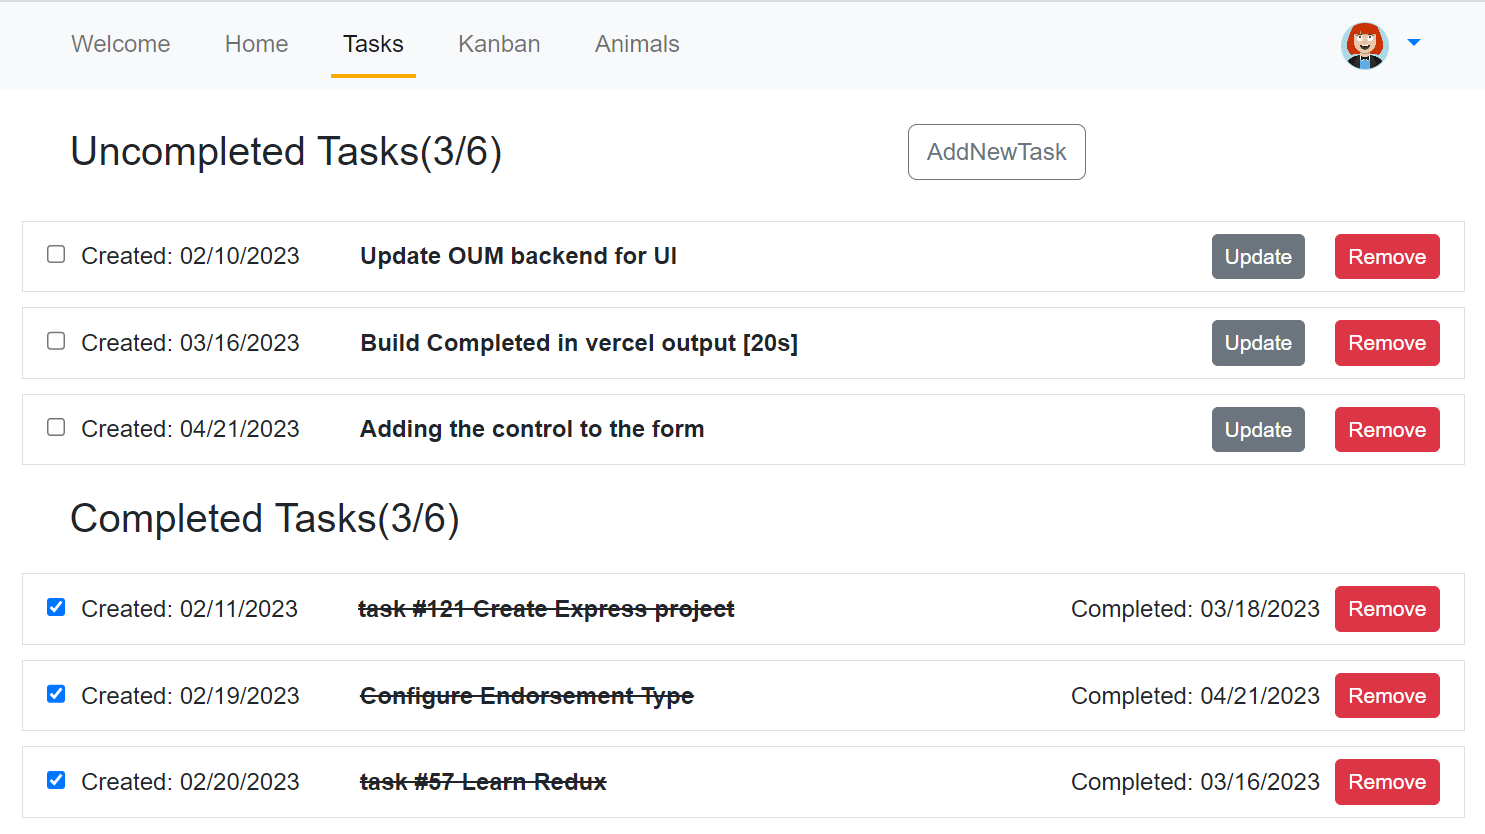 Welcome Home Tasks Kanban Animals
Uncompleted Tasks(3/6) AddNewTask
Created: 02/10/2023 Update OUM backend for UI Update Remove
Created: 03/16/2023 Build Completed in vercel output [20s] Update Remove
Created: 04/21/2023 Adding the control to the form Update Remove
Completed Tasks(3/6)
Created: 02/11/2023 task #121 Create Express project Completed: 03/18/2023 Remove
Created: 02/19/2023 Configure Endorsement Type Completed: 04/21/2023 Remove
Created: 02/20/2023 task #57 Learn Redux Completed: 03/16/2023 Remove